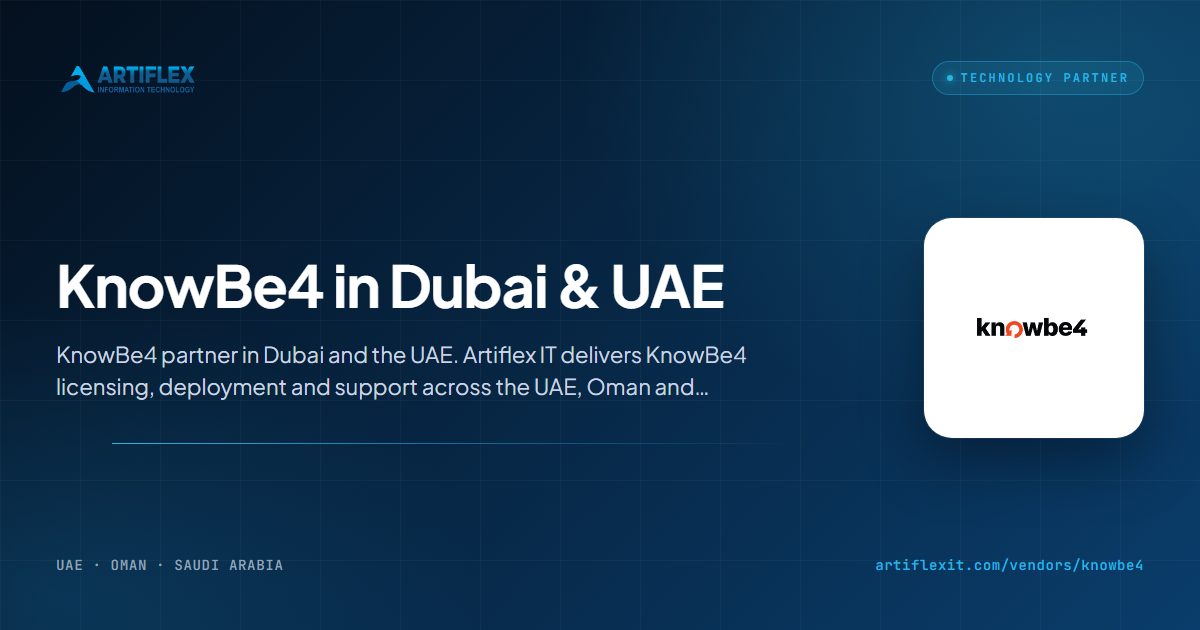 ARTIFLEX
INFORMATION TECHNOLOGY
TECHNOLOGY PARTNER
KnowBe4 in Dubai & UAE
KnowBe4 partner in Dubai and the UAE. Artiflex IT delivers KnowBe4
licensing, deployment and support across the UAE, Oman and…
knowbe4
UAE · OMAN · SAUDI ARABIA
artiflexit.com/vendors/knowbe4